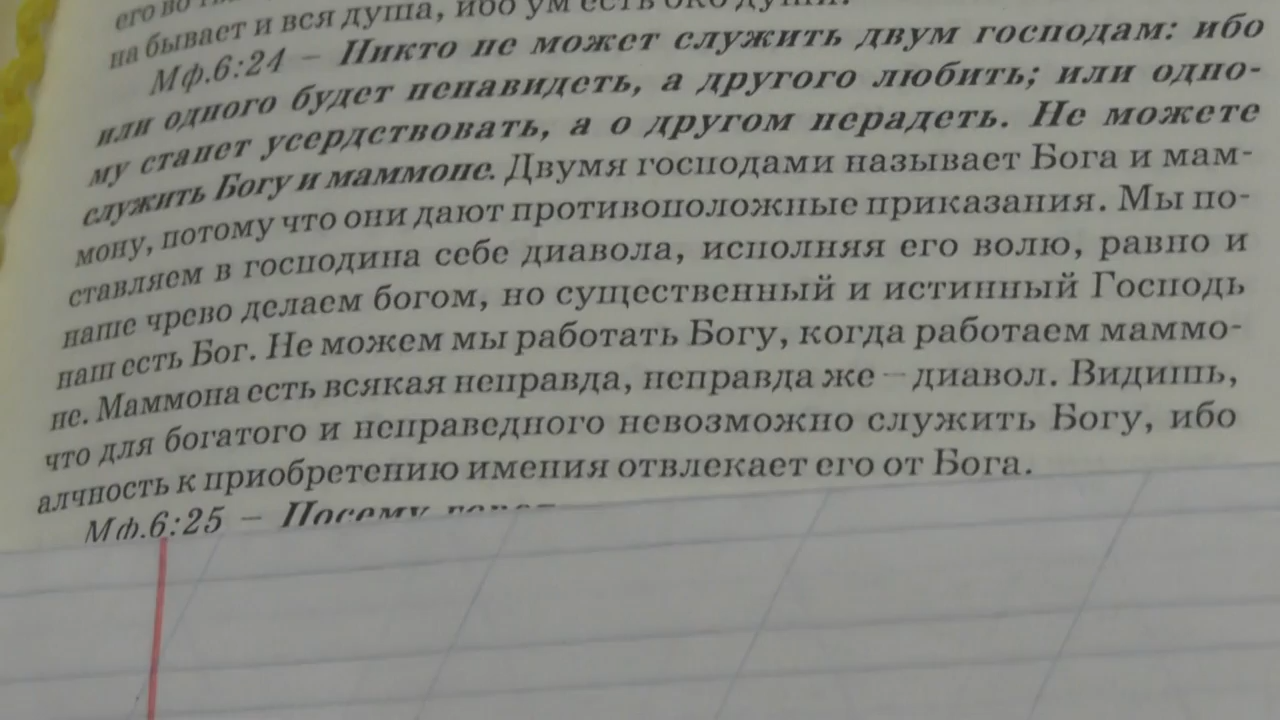 на бывает и вся душа, ибо ум есть око души.
Мф.6:24 – Никто не может служить двум господам: ибо
или одного будет ненавидеть, а другого любить; или одно-
му станет усердствовать, а о другом нерадеть. Не можете
служить Богу и маммоне. Двумя господами называет Бога и мам-
мону, потому что они дают противоположные приказания. Мы по-
ставляем в господина себе диавола, исполняя его волю, равно и
наше чрево делаем богом, но существенный и истинный Господь
наш есть Бог. Не можем мы работать Богу, когда работаем маммо-
не. Маммона есть всякая неправда, неправда же – диавол. Видишь,
что для богатого и неправедного невозможно служить Богу, ибо
алчность к приобретению имения отвлекает его от Бога.
Мф.6:25 – Посему